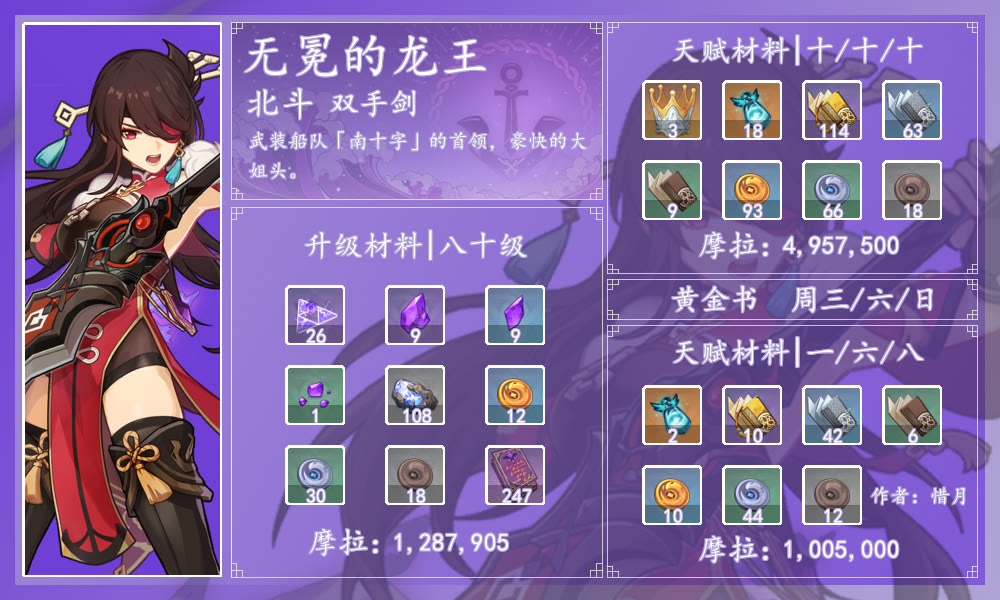 无冕的龙王
北斗 双手剑
武装船队「南十字」的首领，豪快的大
姐头。
升级材料|八十级
26 9 9
1 108 12
30 18 247
摩拉：1,287,905
天赋材料|十/十/十
3 18 114 63
9 93 66 18
摩拉：4,957,500
黄金书 周三/六/日
天赋材料|一/六/八
2 10 42 6
10 44 12 作者：惜月
摩拉：1,005,000